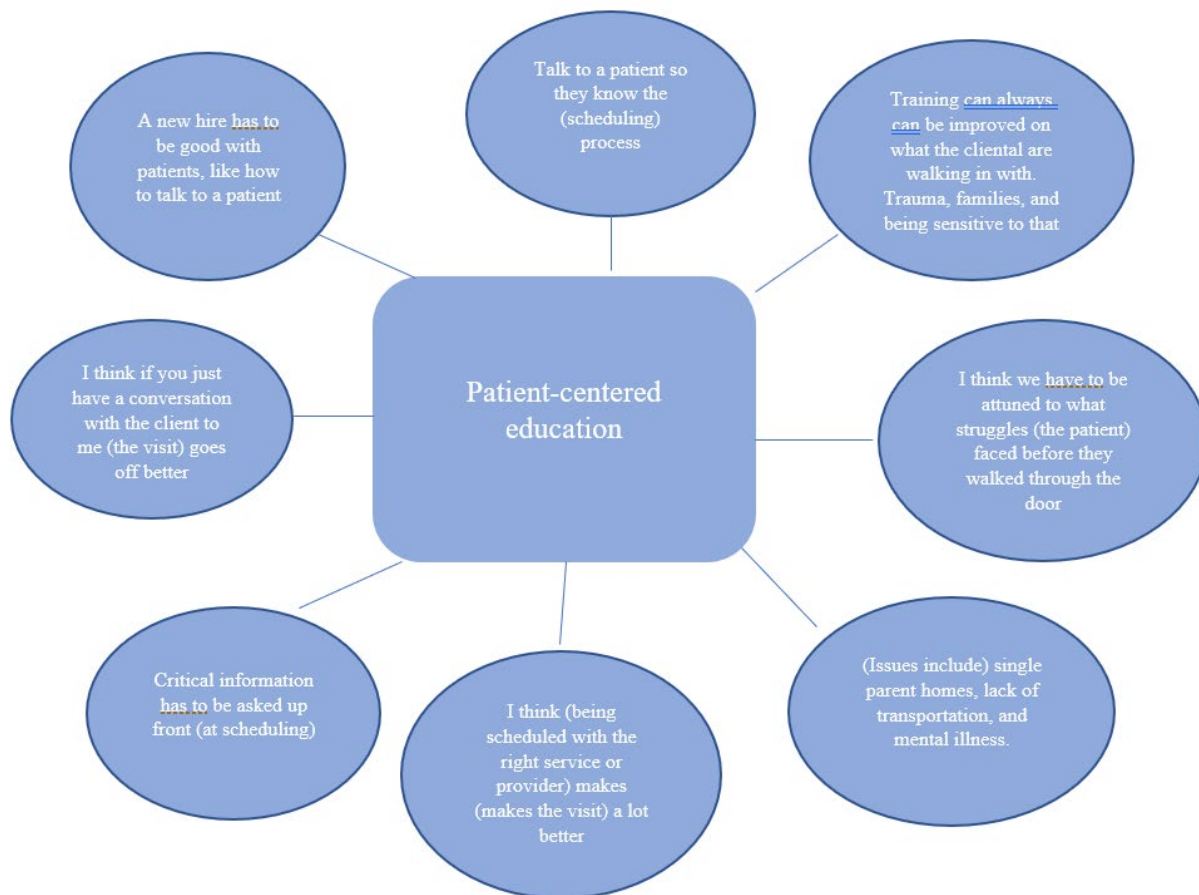 Talk to a patient so
they know the
(scheduling)
process
A new hire has to
be good with
patients, like how
to talk to a patient
Training can always
can be improved on
what the cliental are
walking in with.
Trauma, families, and
being sensitive to that
I think if you just
have a conversation
with the client to
me (the visit) goes
off better
Patient-centered
education
I think we have to be
attuned to what
struggles (the patient)
faced before they
walked through the
door
Critical information
has to be asked up
front (at scheduling)
I think (being
scheduled with the
right service or
provider) makes
(makes the visit) a lot
better
(Issues include) single
parent homes, lack of
transportation, and
mental illness.